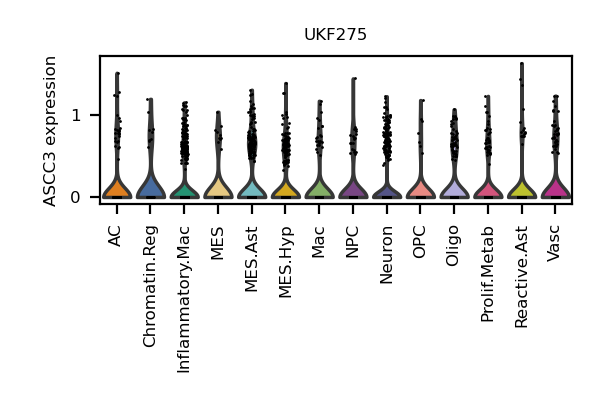 UKF275
ASCC3 expression
1
0
AC
Chromatin.Reg
Inflammatory.Mac
MES
MES.Ast
MES.Hyp
Mac
NPC
Neuron
OPC
Oligo
Prolif.Metab
Reactive.Ast
Vasc